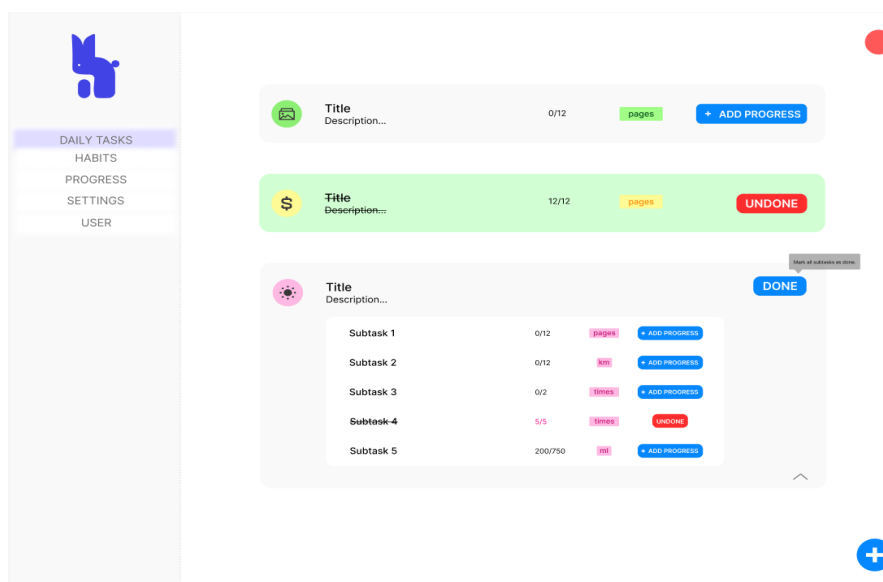 DAILY TASKS
HABITS
PROGRESS
SETTINGS
USER
Title
Description...
0/12
pages
+ ADD PROGRESS
Title
Description...
12/12
pages
UNDONE
Mark all subtasks as done.
Title
Description...
DONE
Subtask 1 0/12 pages + ADD PROGRESS
Subtask 2 0/12 km + ADD PROGRESS
Subtask 3 0/2 times + ADD PROGRESS
Subtask 4 5/5 times UNDONE
Subtask 5 200/750 ml + ADD PROGRESS